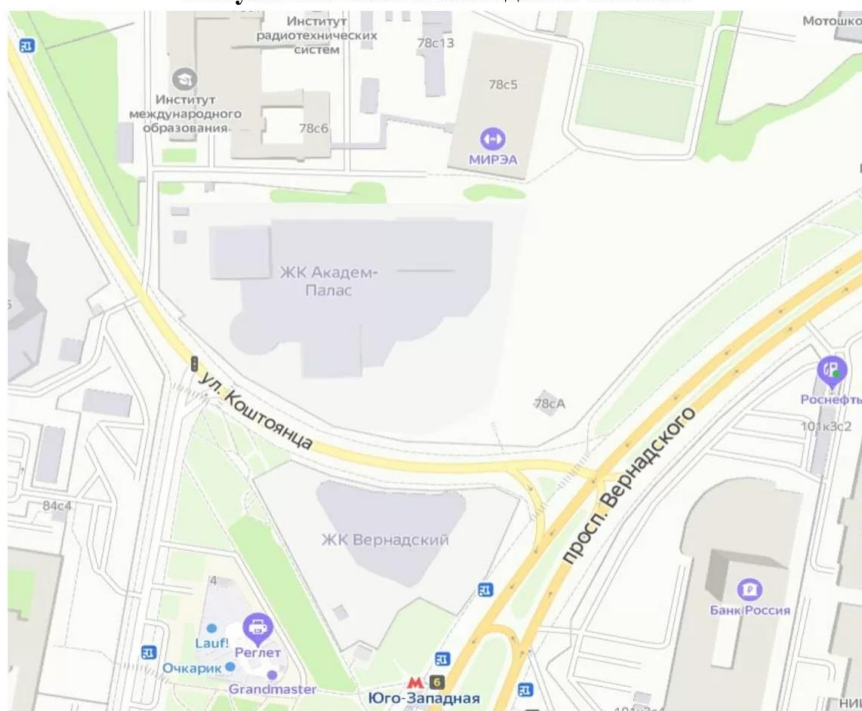 Институт
радиотехнических
систем
78с13
Мотошко
78с5
Институт
международного
образования
78с6
МИРЭА
ЖК Академ-
Палас
ул. Коштоянца
78сА
Роснефть
101к3с2
просп. Вернадского
84с4
ЖК Вернадский
4
Банк Россия
Lauf!
Реглет
Очкарик
Grandmaster
6
Юго-Западная